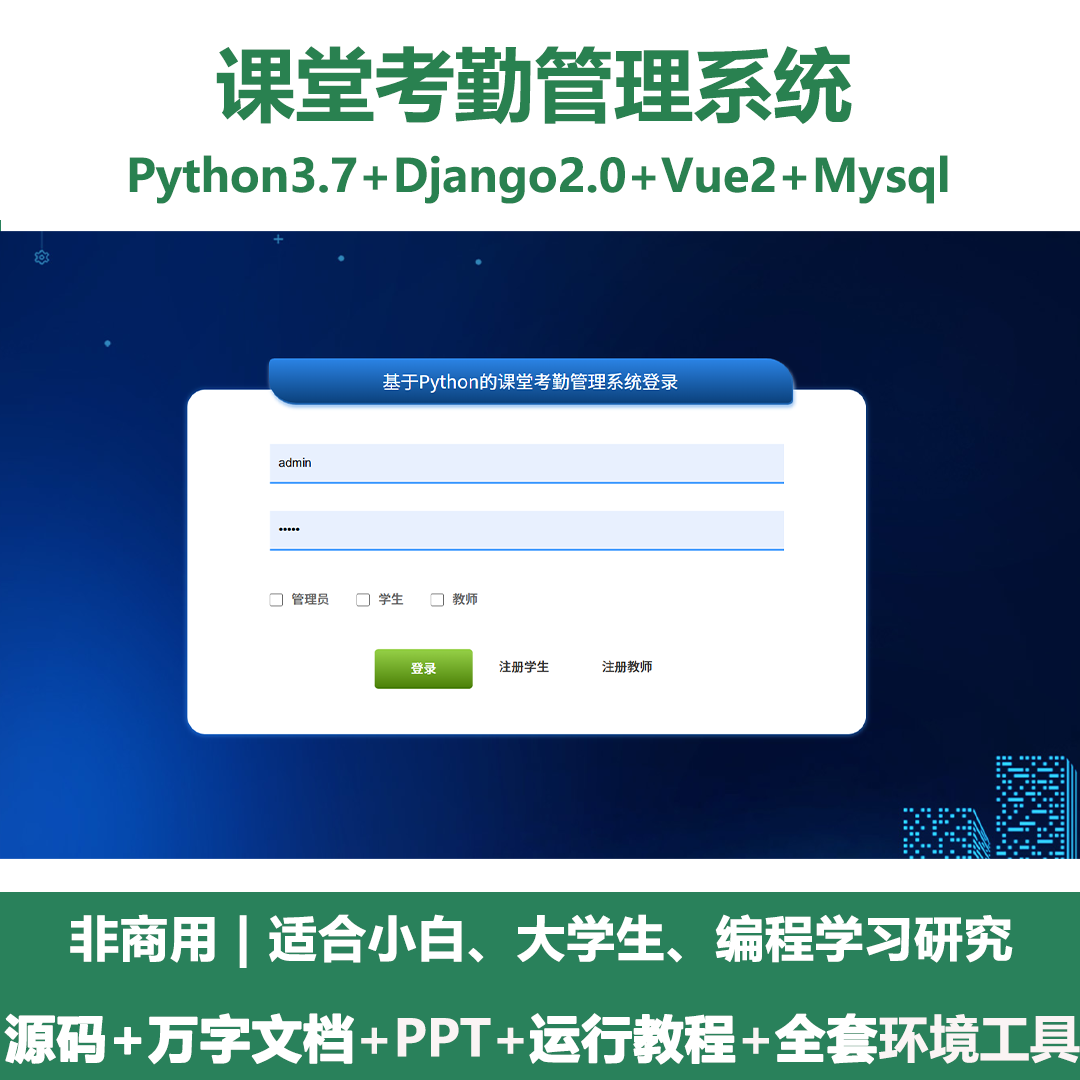 课堂考勤管理系统
Python3.7+Django2.0+Vue2+Mysql
基于Python的课堂考勤管理系统登录
admin
•••••
管理员 学生 教师
登录 注册学生 注册教师
非商用｜适合小白、大学生、编程学习研究
源码+万字文档+PPT+运行教程+全套环境工具